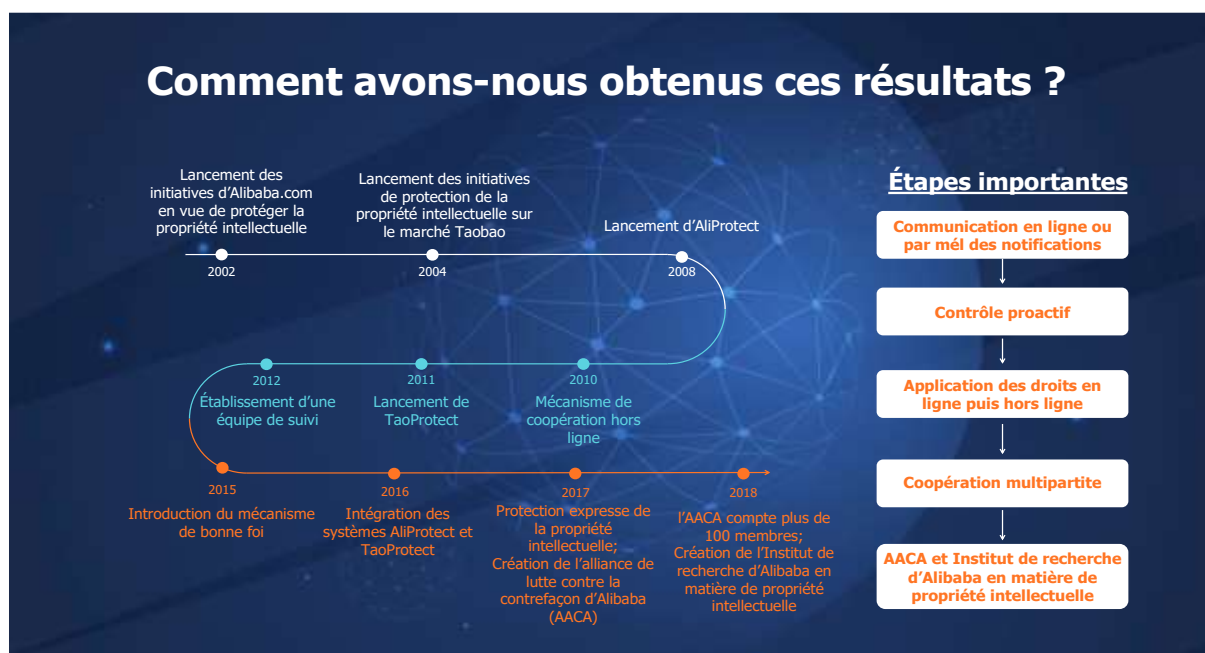 Comment avons-nous obtenus ces résultats ?
Lancement des
initiatives d’Alibaba.com
en vue de protéger la
propriété intellectuelle
2002
Lancement des initiatives
de protection de la
propriété intellectuelle sur
le marché Taobao
2004
Lancement d’AliProtect
2008
2012
Établissement d’une
équipe de suivi
2011
Lancement de
TaoProtect
2010
Mécanisme de
coopération hors
ligne
2015
Introduction du mécanisme
de bonne foi
2016
Intégration des
systèmes AliProtect et
TaoProtect
2017
Protection expresse de
la propriété
intellectuelle;
Création de l’alliance de
lutte contre la
contrefaçon d’Alibaba
(AACA)
2018
l’AACA compte plus de
100 membres;
Création de l’Institut de
recherche d’Alibaba en
matière de propriété
intellectuelle
Étapes importantes
Communication en ligne ou
par mél des notifications
Contrôle proactif
Application des droits en
ligne puis hors ligne
Coopération multipartite
AACA et Institut de recherche
d’Alibaba en matière de
propriété intellectuelle